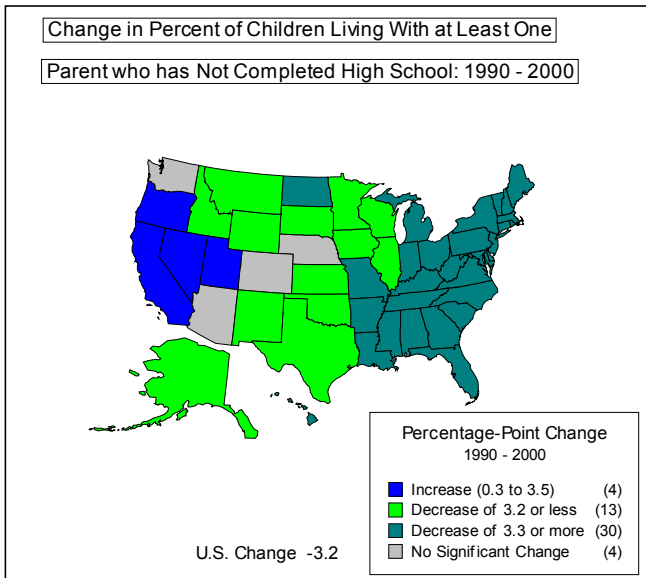 Change in Percent of Children Living With at Least One
Parent who has Not Completed High School: 1990 - 2000
Percentage-Point Change
1990 - 2000
Increase (0.3 to 3.5) (4)
Decrease of 3.2 or less (13)
Decrease of 3.3 or more (30)
No Significant Change (4)
U.S. Change -3.2